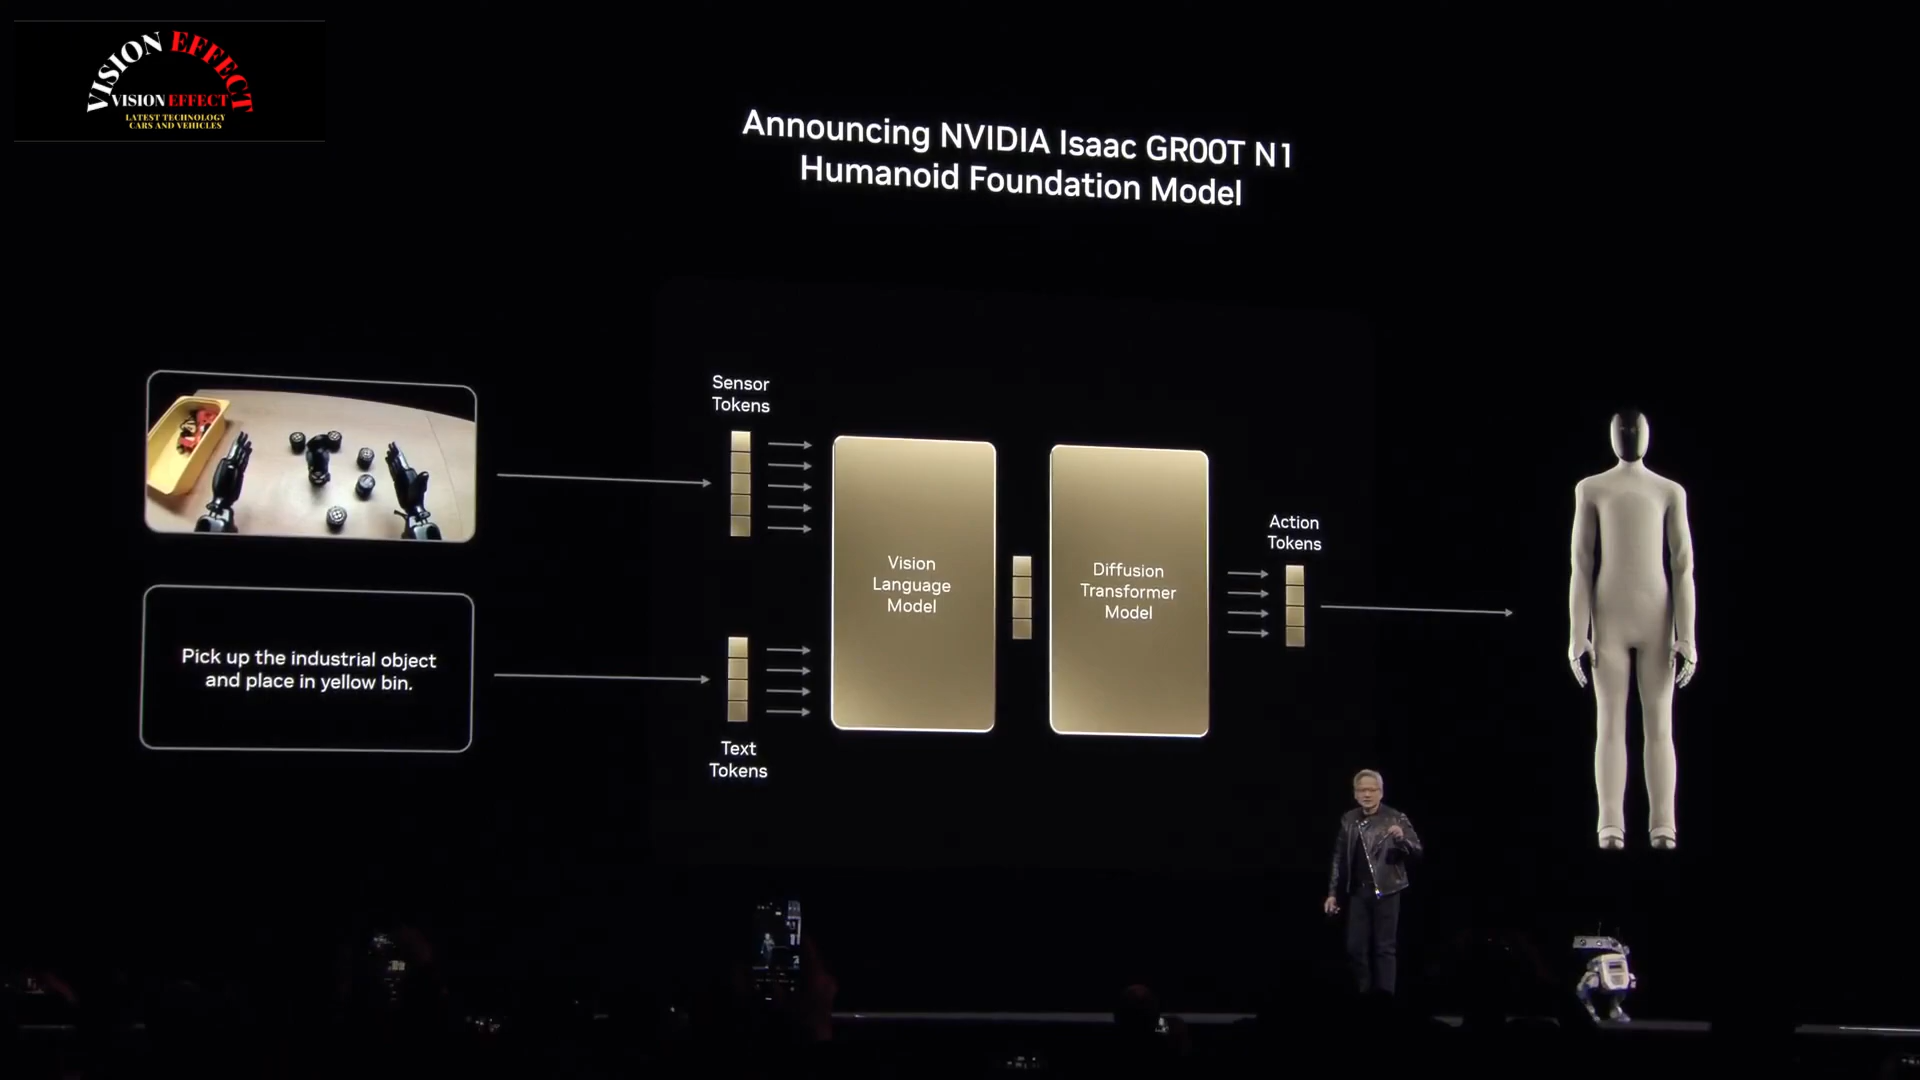 VISION EFFECT
VISION EFFECT
LATEST TECHNOLOGY
CARS AND VEHICLES
Announcing NVIDIA Isaac GR00T N1
Humanoid Foundation Model
Sensor
Tokens
Vision
Language
Model
Diffusion
Transformer
Model
Action
Tokens
Pick up the industrial object
and place in yellow bin.
Text
Tokens